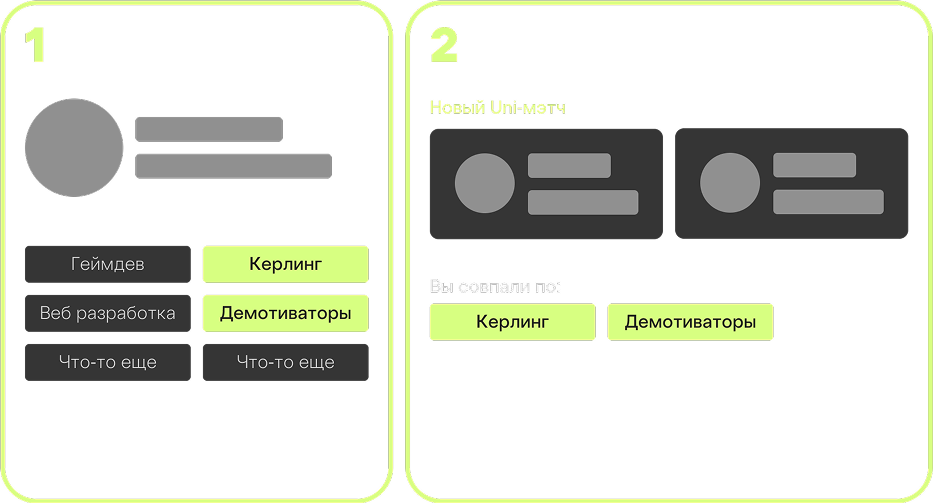 1
Геймдев
Керлинг
Веб разработка
Демотиваторы
Что-то еще
Что-то еще
2
Новый Uni-мэтч
Вы совпали по:
Керлинг
Демотиваторы